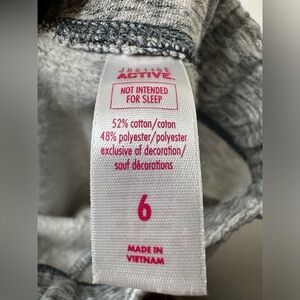 JUSTICE
ACTIVE
NOT INTENDED
FOR SLEEP
52% cotton/coton
48% polyester/polyester
exclusive of decoration/
sauf décorations
6
MADE IN
VIETNAM